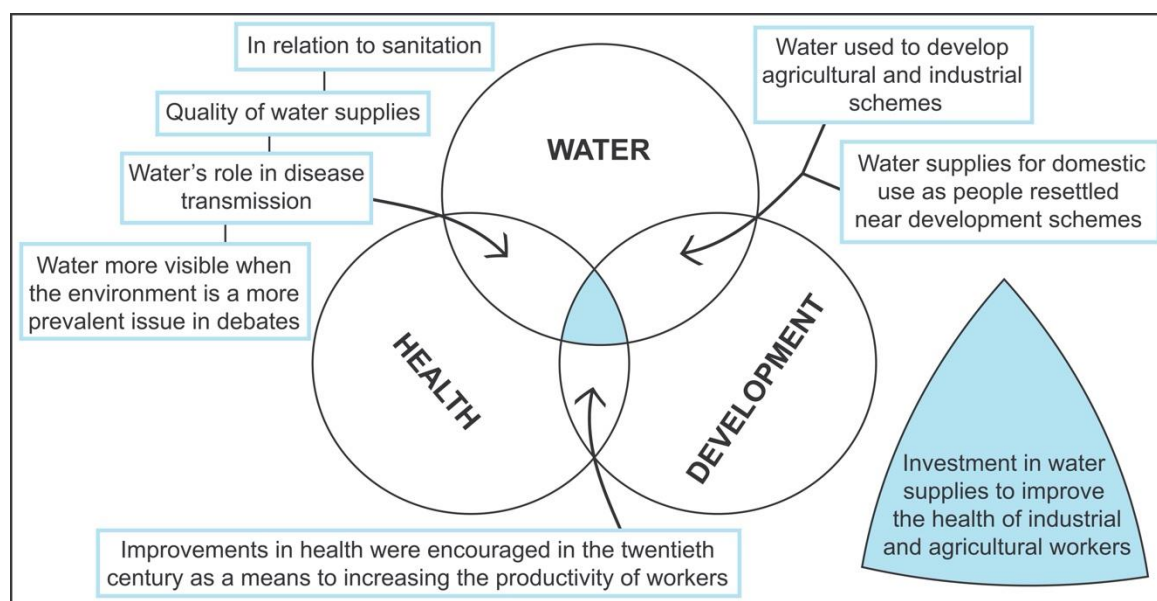 In relation to sanitation
Quality of water supplies
Water's role in disease
transmission
Water more visible when
the environment is a more
prevalent issue in debates
WATER
Water used to develop
agricultural and industrial
schemes
Water supplies for domestic
use as people resettled
near development schemes
HEALTH
DEVELOPMENT
Improvements in health were encouraged in the twentieth
century as a means to increasing the productivity of workers
Investment in water
supplies to improve
the health of industrial
and agricultural workers